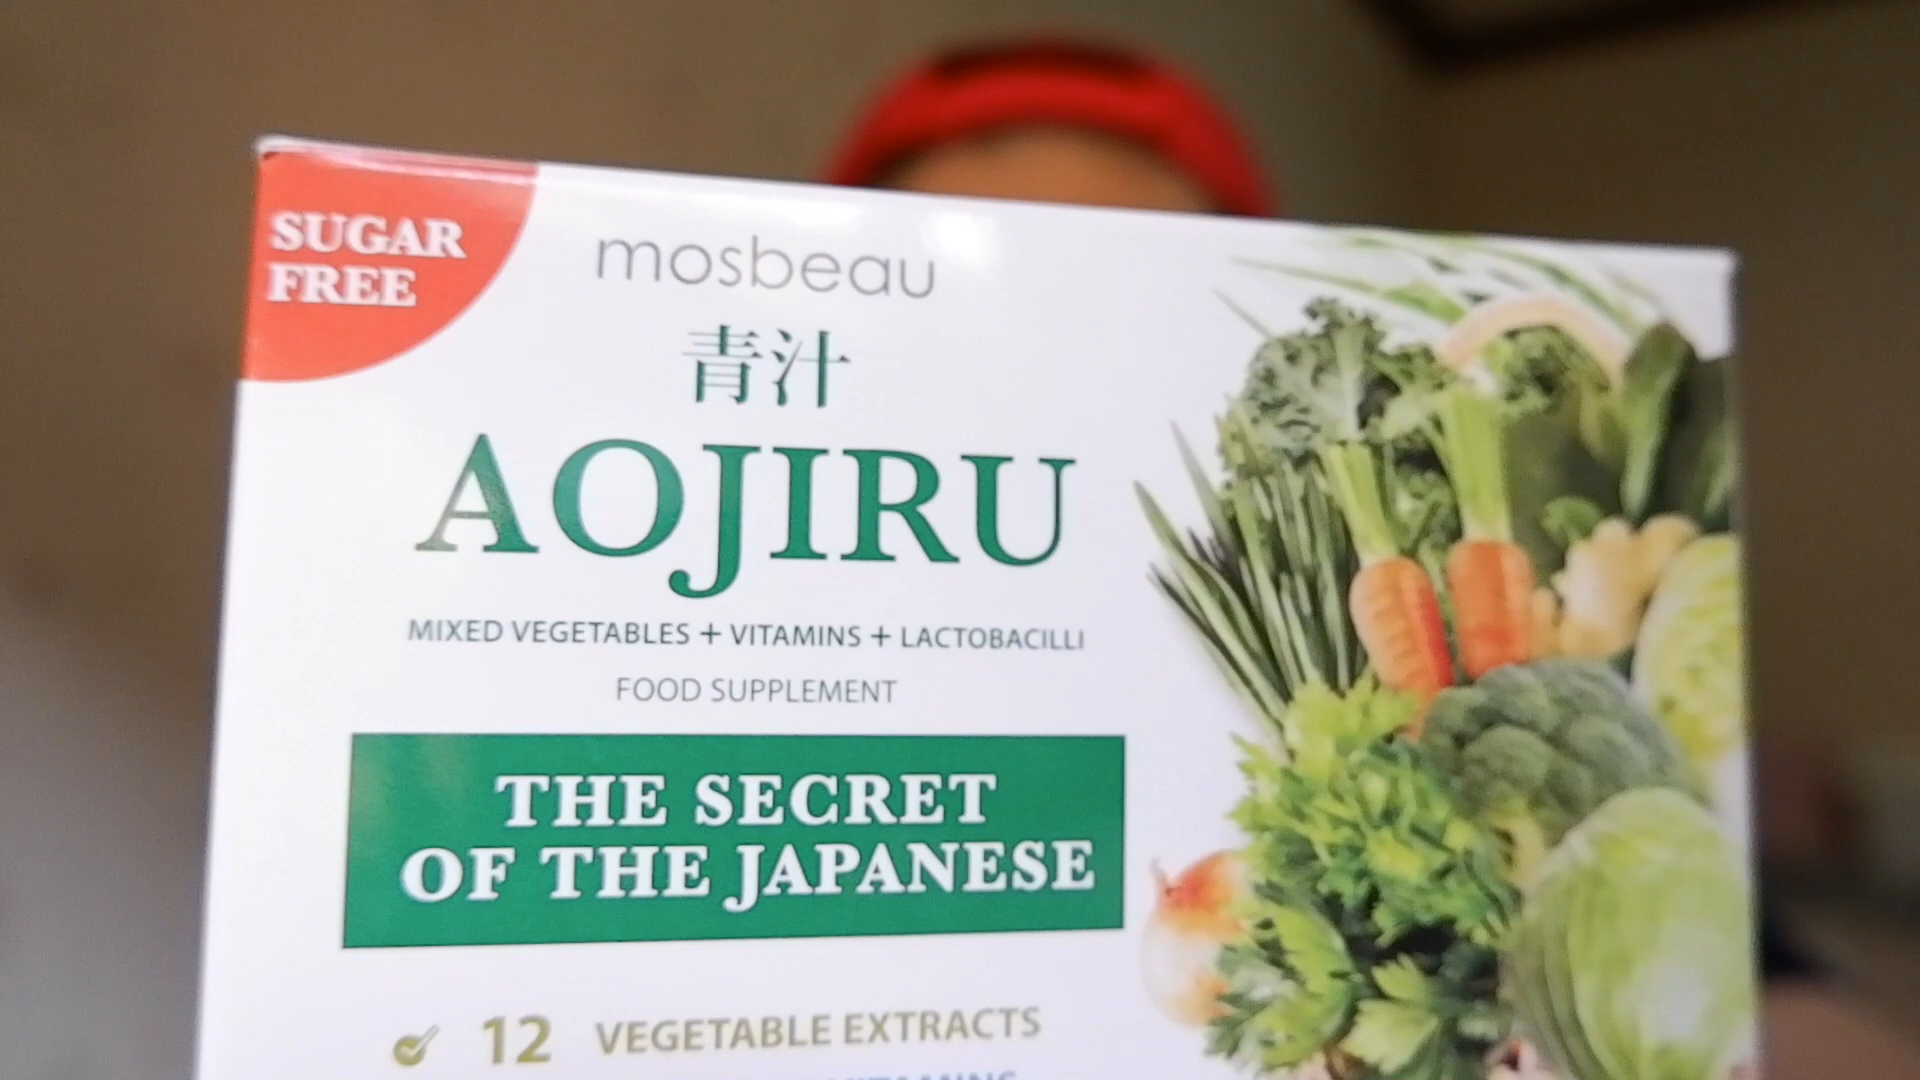 SUGAR
FREE
mosbeau
青汁
AOJIRU
MIXED VEGETABLES + VITAMINS + LACTOBACILLI
FOOD SUPPLEMENT
THE SECRET
OF THE JAPANESE
12 VEGETABLE EXTRACTS